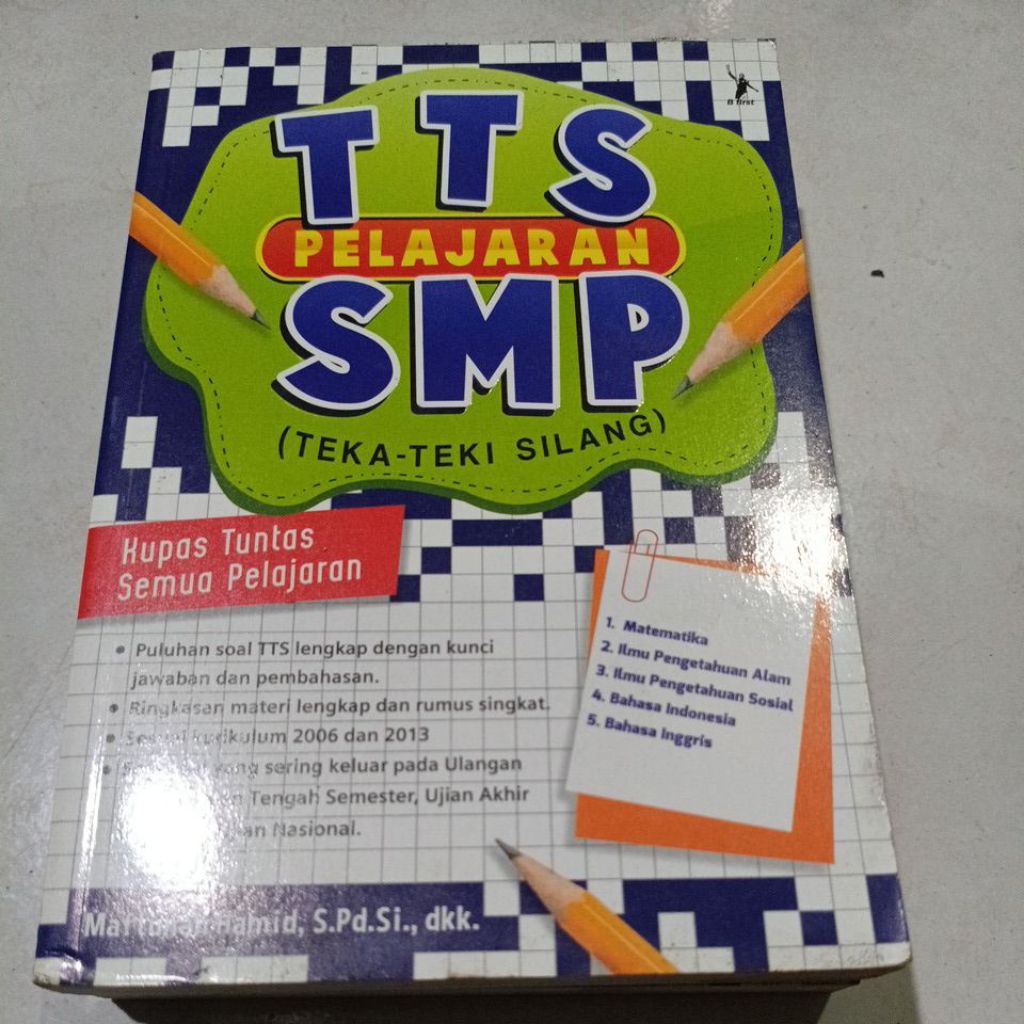 B first
TTS
PELAJARAN
SMP
(TEKA-TEKI SILANG)
Kupas Tuntas
Semua Pelajaran
• Puluhan soal TTS lengkap dengan kunci
jawaban dan pembahasan.
• Ringkasan materi lengkap dan rumus singkat.
• Sesuai kurikulum 2006 dan 2013
• yang sering keluar pada Ulangan
Tengah Semester, Ujian Akhir
Nasional.
1. Matematika
2. Ilmu Pengetahuan Alam
3. Ilmu Pengetahuan Sosial
4. Bahasa Indonesia
5. Bahasa Inggris
Hamid, S.Pd.Si., dkk.